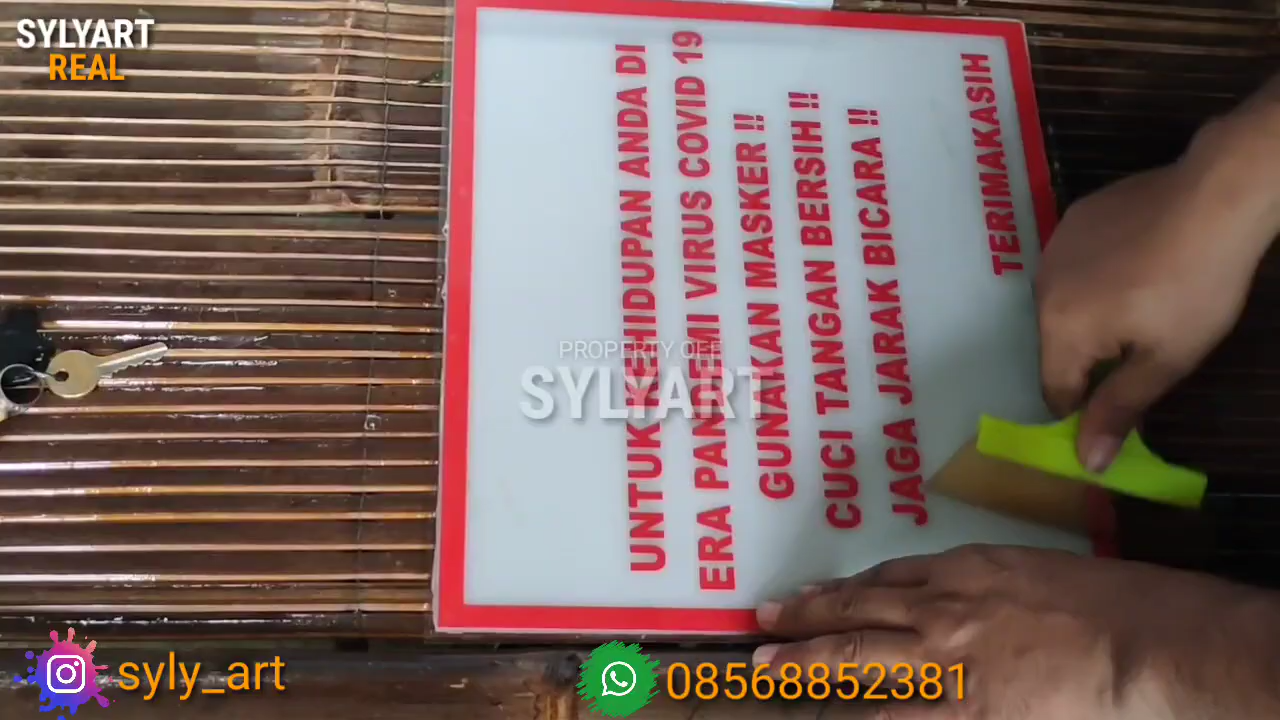 SYLYART
REAL
UNTUK KEHIDUPAN ANDA DI
ERA PANDEMI VIRUS COVID 19
GUNAKAN MASKER !!
CUCI TANGAN BERSIH !!
JAGA JARAK BICARA !!
TERIMAKASIH
PROPERTY OFF
SYLYART
syly_art
08568852381